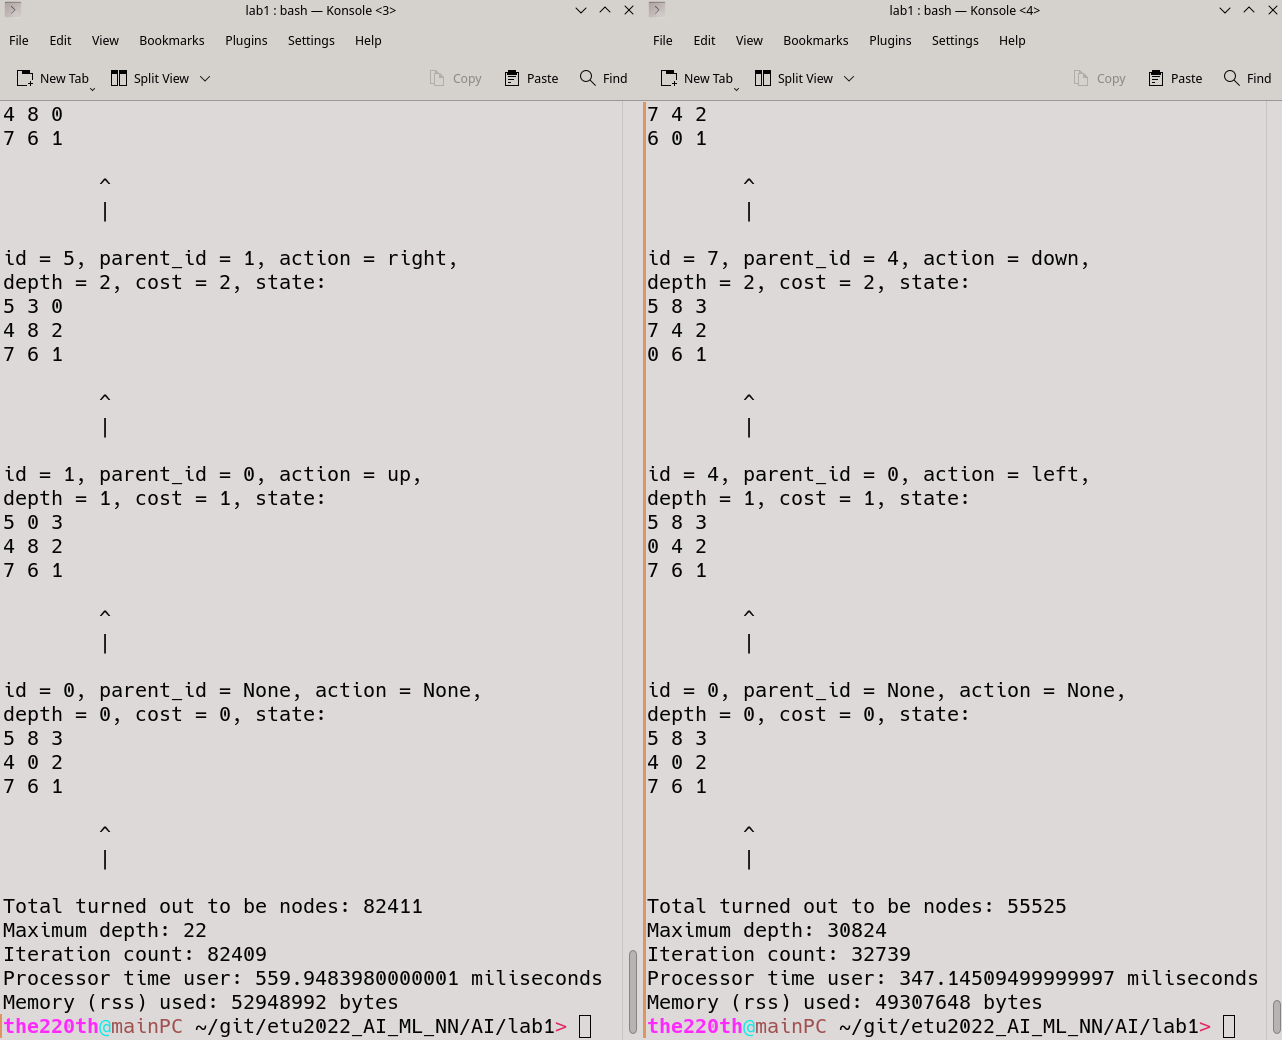 lab1 : bash — Konsole <3>
File Edit View Bookmarks Plugins Settings Help
New Tab Split View Copy Paste Find
4 8 0
7 6 1
^
|
id = 5, parent_id = 1, action = right,
depth = 2, cost = 2, state:
5 3 0
4 8 2
7 6 1
^
|
id = 1, parent_id = 0, action = up,
depth = 1, cost = 1, state:
5 0 3
4 8 2
7 6 1
^
|
id = 0, parent_id = None, action = None,
depth = 0, cost = 0, state:
5 8 3
4 0 2
7 6 1
^
|
Total turned out to be nodes: 82411
Maximum depth: 22
Iteration count: 82409
Processor time user: 559.9483980000001 miliseconds
Memory (rss) used: 52948992 bytes
the220th@mainPC ~/git/etu2022_AI_ML_NN/AI/lab1>
lab1 : bash — Konsole <4>
File Edit View Bookmarks Plugins Settings Help
New Tab Split View Copy Paste Find
7 4 2
6 0 1
^
|
id = 7, parent_id = 4, action = down,
depth = 2, cost = 2, state:
5 8 3
7 4 2
0 6 1
^
|
id = 4, parent_id = 0, action = left,
depth = 1, cost = 1, state:
5 8 3
0 4 2
7 6 1
^
|
id = 0, parent_id = None, action = None,
depth = 0, cost = 0, state:
5 8 3
4 0 2
7 6 1
^
|
Total turned out to be nodes: 55525
Maximum depth: 30824
Iteration count: 32739
Processor time user: 347.14509499999997 miliseconds
Memory (rss) used: 49307648 bytes
the220th@mainPC ~/git/etu2022_AI_ML_NN/AI/lab1>